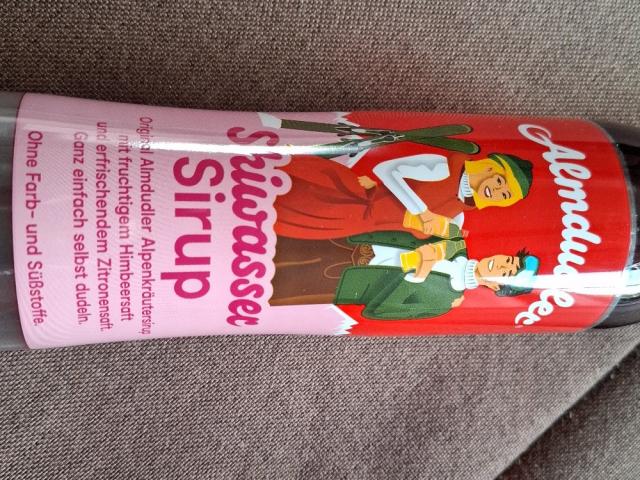 Almdudler
Skiwasser
Sirup
Original Almdudler Alpenkräutersirup
mit fruchtigem Himbeersaft
und erfrischendem Zitronensaft.
Ganz einfach selbst dudeln.
Ohne Farb- und Süßstoffe.